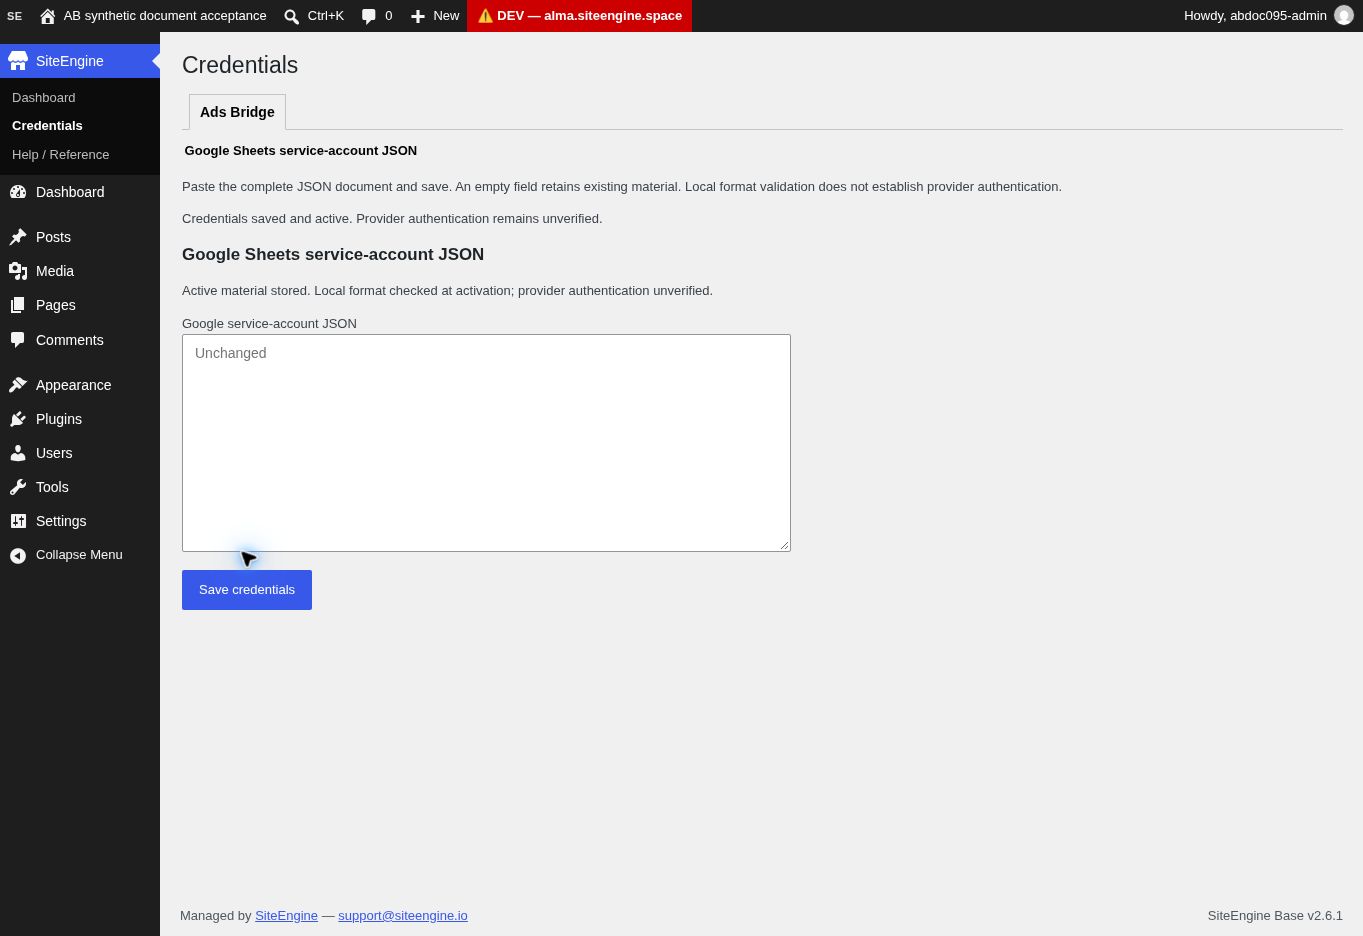 SE AB synthetic document acceptance Ctrl+K 0 New ⚠️ DEV — alma.siteengine.space Howdy, abdoc095-admin
SiteEngine
Dashboard
Credentials
Help / Reference
Dashboard
Posts
Media
Pages
Comments
Appearance
Plugins
Users
Tools
Settings
Collapse Menu
Credentials
Ads Bridge
Google Sheets service-account JSON
Paste the complete JSON document and save. An empty field retains existing material. Local format validation does not establish provider authentication.
Credentials saved and active. Provider authentication remains unverified.
Google Sheets service-account JSON
Active material stored. Local format checked at activation; provider authentication unverified.
Google service-account JSON
Unchanged
Save credentials
Managed by SiteEngine — support@siteengine.io SiteEngine Base v2.6.1